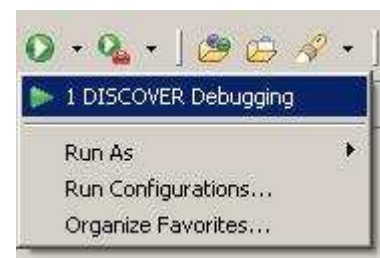 1 DISCOVER Debugging
Run As
Run Configurations...
Organize Favorites...